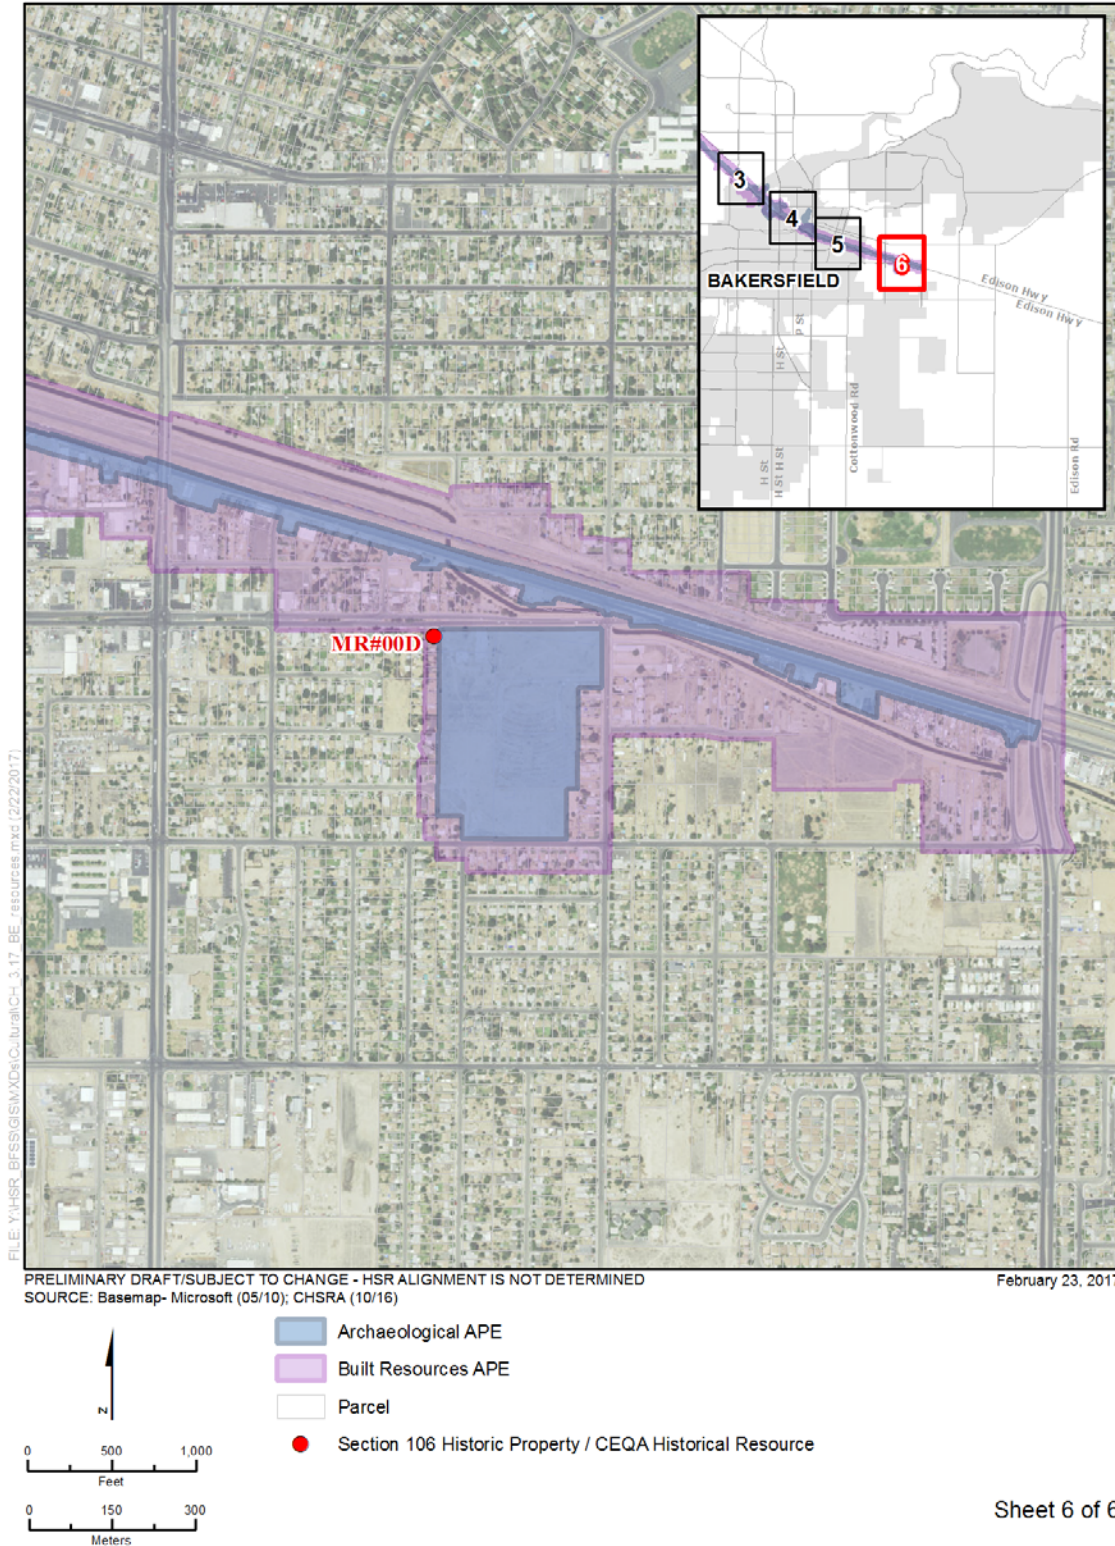 3
4
5
6
BAKERSFIELD
Edison Hwy
Edison Hwy
P St
H St
H St
H St H St
Cottonwood Rd
Edison Rd
MR#00D
PRELIMINARY DRAFT/SUBJECT TO CHANGE - HSR ALIGNMENT IS NOT DETERMINED
February 23, 2017
SOURCE: Basemap- Microsoft (05/10); CHSRA (10/16)
Archaeological APE
Built Resources APE
Parcel
Section 106 Historic Property / CEQA Historical Resource
N
0 500 1,000
Feet
0 150 300
Meters
Sheet 6 of 6